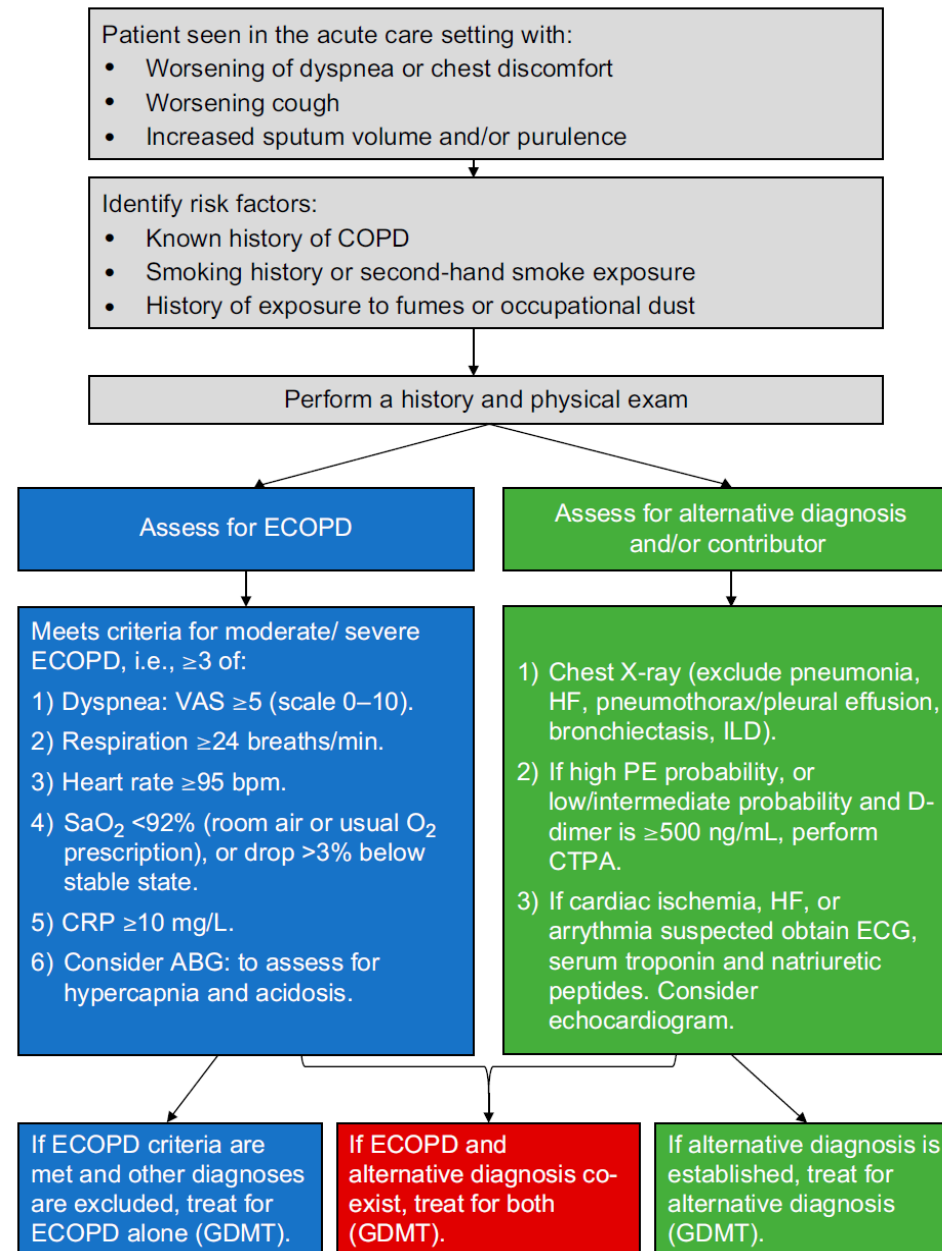 Patient seen in the acute care setting with:
• Worsening of dyspnea or chest discomfort
• Worsening cough
• Increased sputum volume and/or purulence
Identify risk factors:
• Known history of COPD
• Smoking history or second-hand smoke exposure
• History of exposure to fumes or occupational dust
Perform a history and physical exam
Assess for ECOPD
Assess for alternative diagnosis
and/or contributor
Meets criteria for moderate/ severe
ECOPD, i.e., ≥3 of:
1) Dyspnea: VAS ≥5 (scale 0–10).
2) Respiration ≥24 breaths/min.
3) Heart rate ≥95 bpm.
4) SaO₂ <92% (room air or usual O₂
prescription), or drop >3% below
stable state.
5) CRP ≥10 mg/L.
6) Consider ABG: to assess for
hypercapnia and acidosis.
1) Chest X-ray (exclude pneumonia,
HF, pneumothorax/pleural effusion,
bronchiectasis, ILD).
2) If high PE probability, or
low/intermediate probability and D-
dimer is ≥500 ng/mL, perform
CTPA.
3) If cardiac ischemia, HF, or
arrythmia suspected obtain ECG,
serum troponin and natriuretic
peptides. Consider
echocardiogram.
If ECOPD criteria are
met and other diagnoses
are excluded, treat for
ECOPD alone (GDMT).
If ECOPD and
alternative diagnosis co-
exist, treat for both
(GDMT).
If alternative diagnosis is
established, treat for
alternative diagnosis
(GDMT).